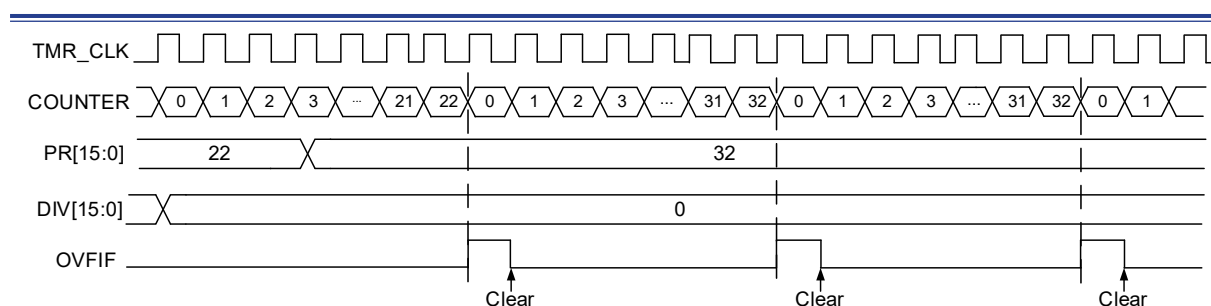 TMR_CLK
COUNTER 0 1 2 3 ... 21 22 0 1 2 3 ... 31 32 0 1 2 3 ... 31 32 0 1
PR[15:0] 22 32
DIV[15:0] 0
OVFIF
Clear Clear Clear